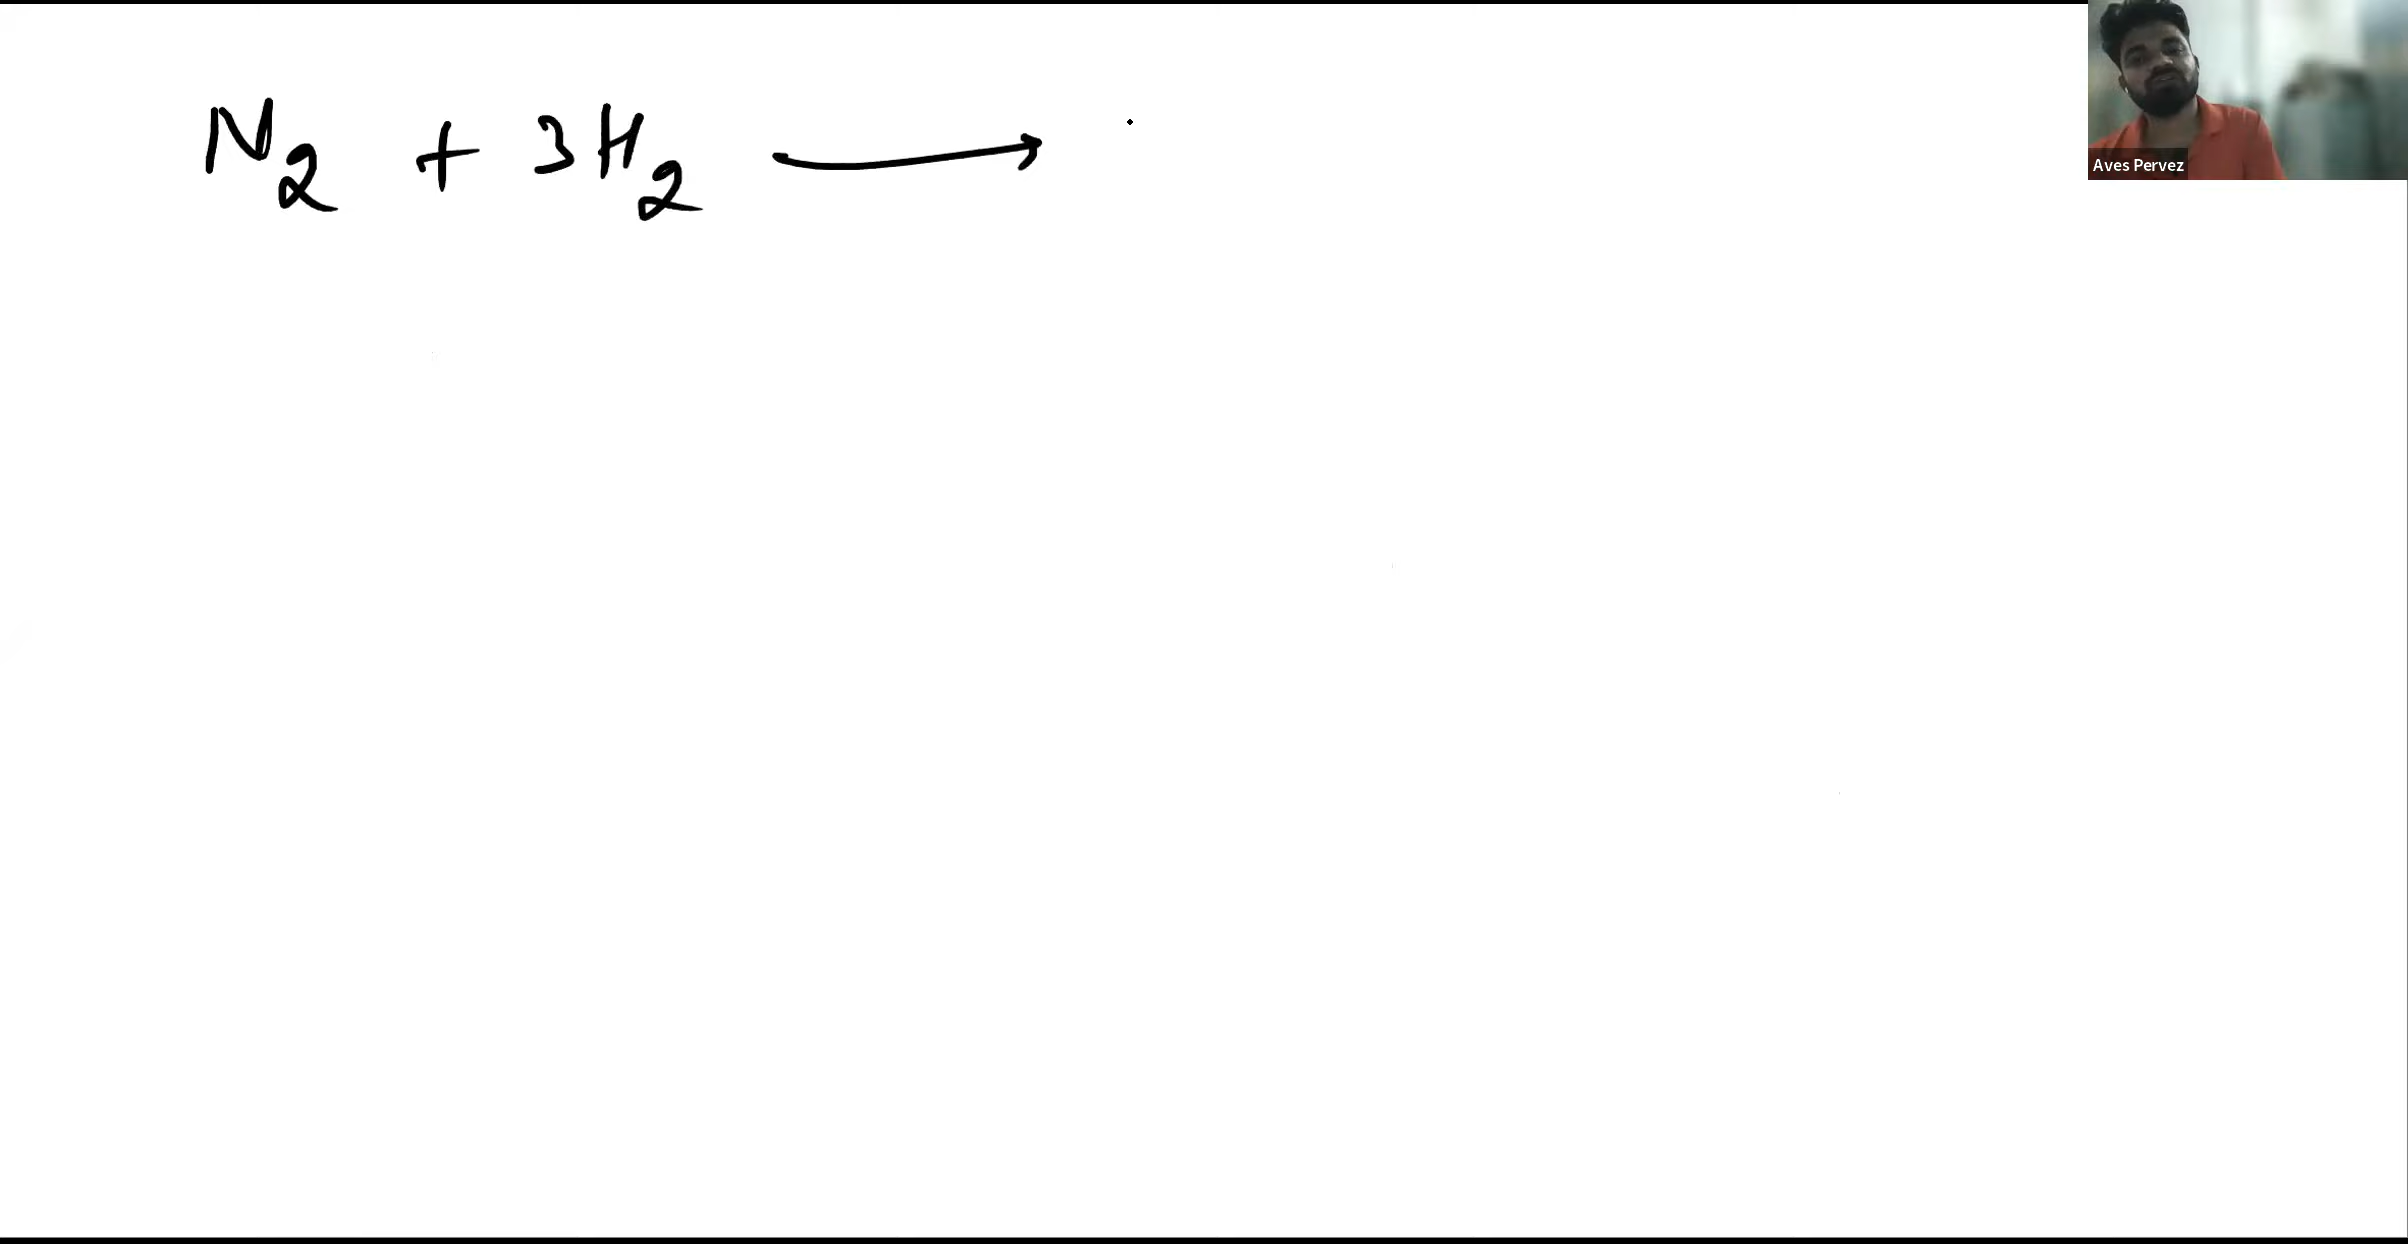 N₂ + 3H₂ ⟶
Aves Pervez